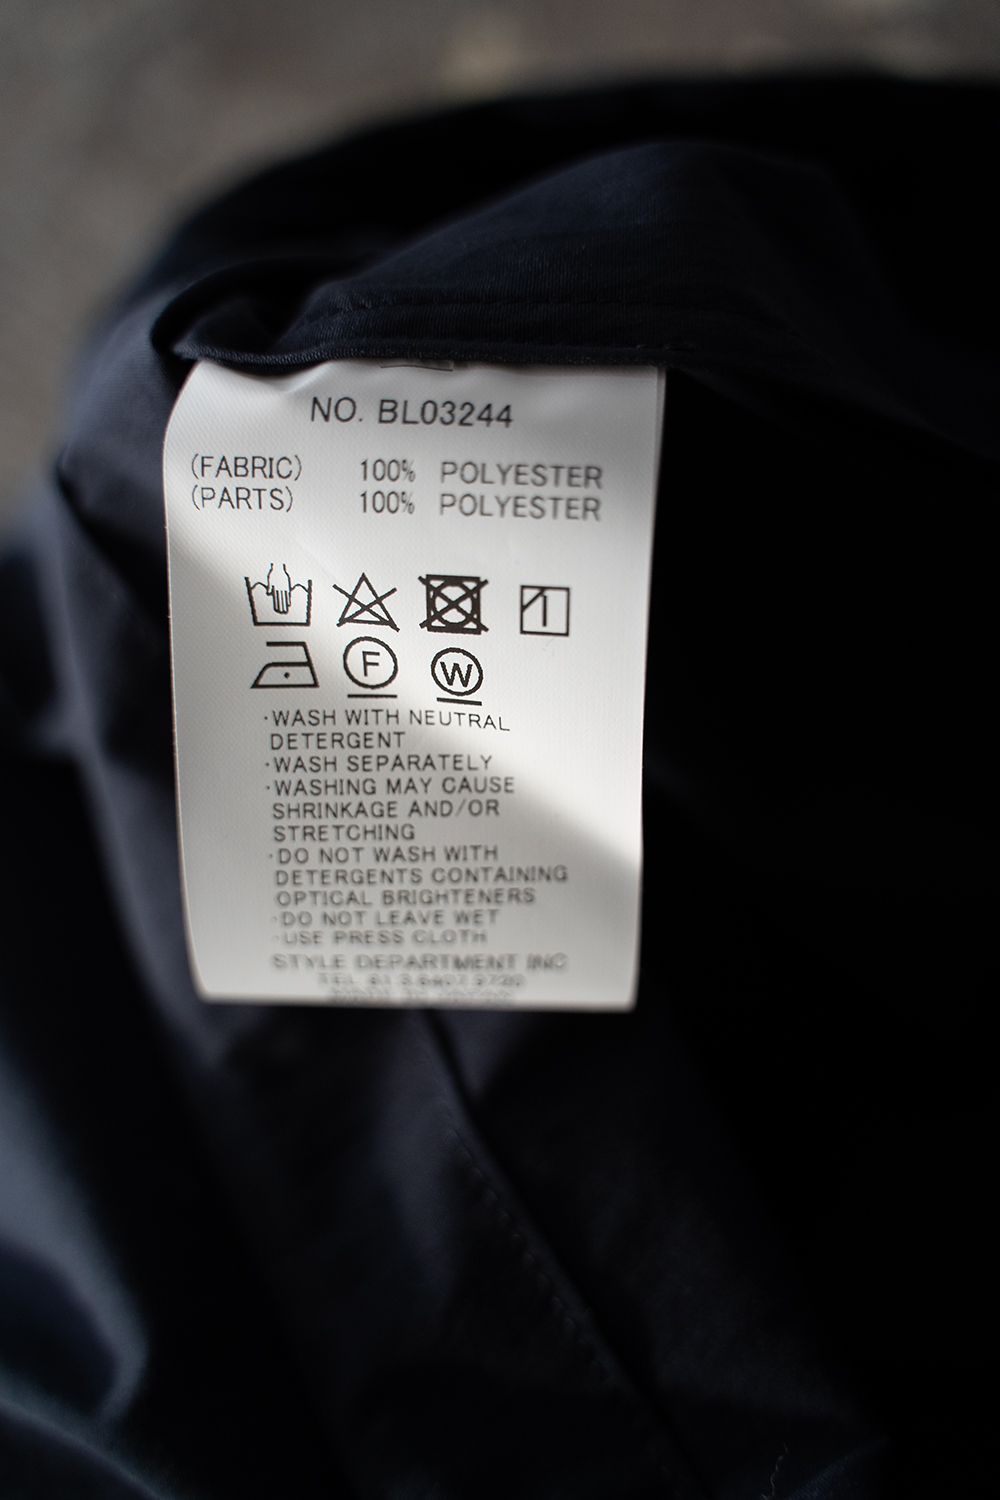 NO. BL03244
(FABRIC) 100% POLYESTER
(PARTS) 100% POLYESTER
F W
·WASH WITH NEUTRAL
DETERGENT
·WASH SEPARATELY
·WASHING MAY CAUSE
SHRINKAGE AND/OR
STRETCHING
·DO NOT WASH WITH
DETERGENTS CONTAINING
OPTICAL BRIGHTENERS
·DO NOT LEAVE WET
·USE PRESS CLOTH
STYLE DEPARTMENT INC
TEL